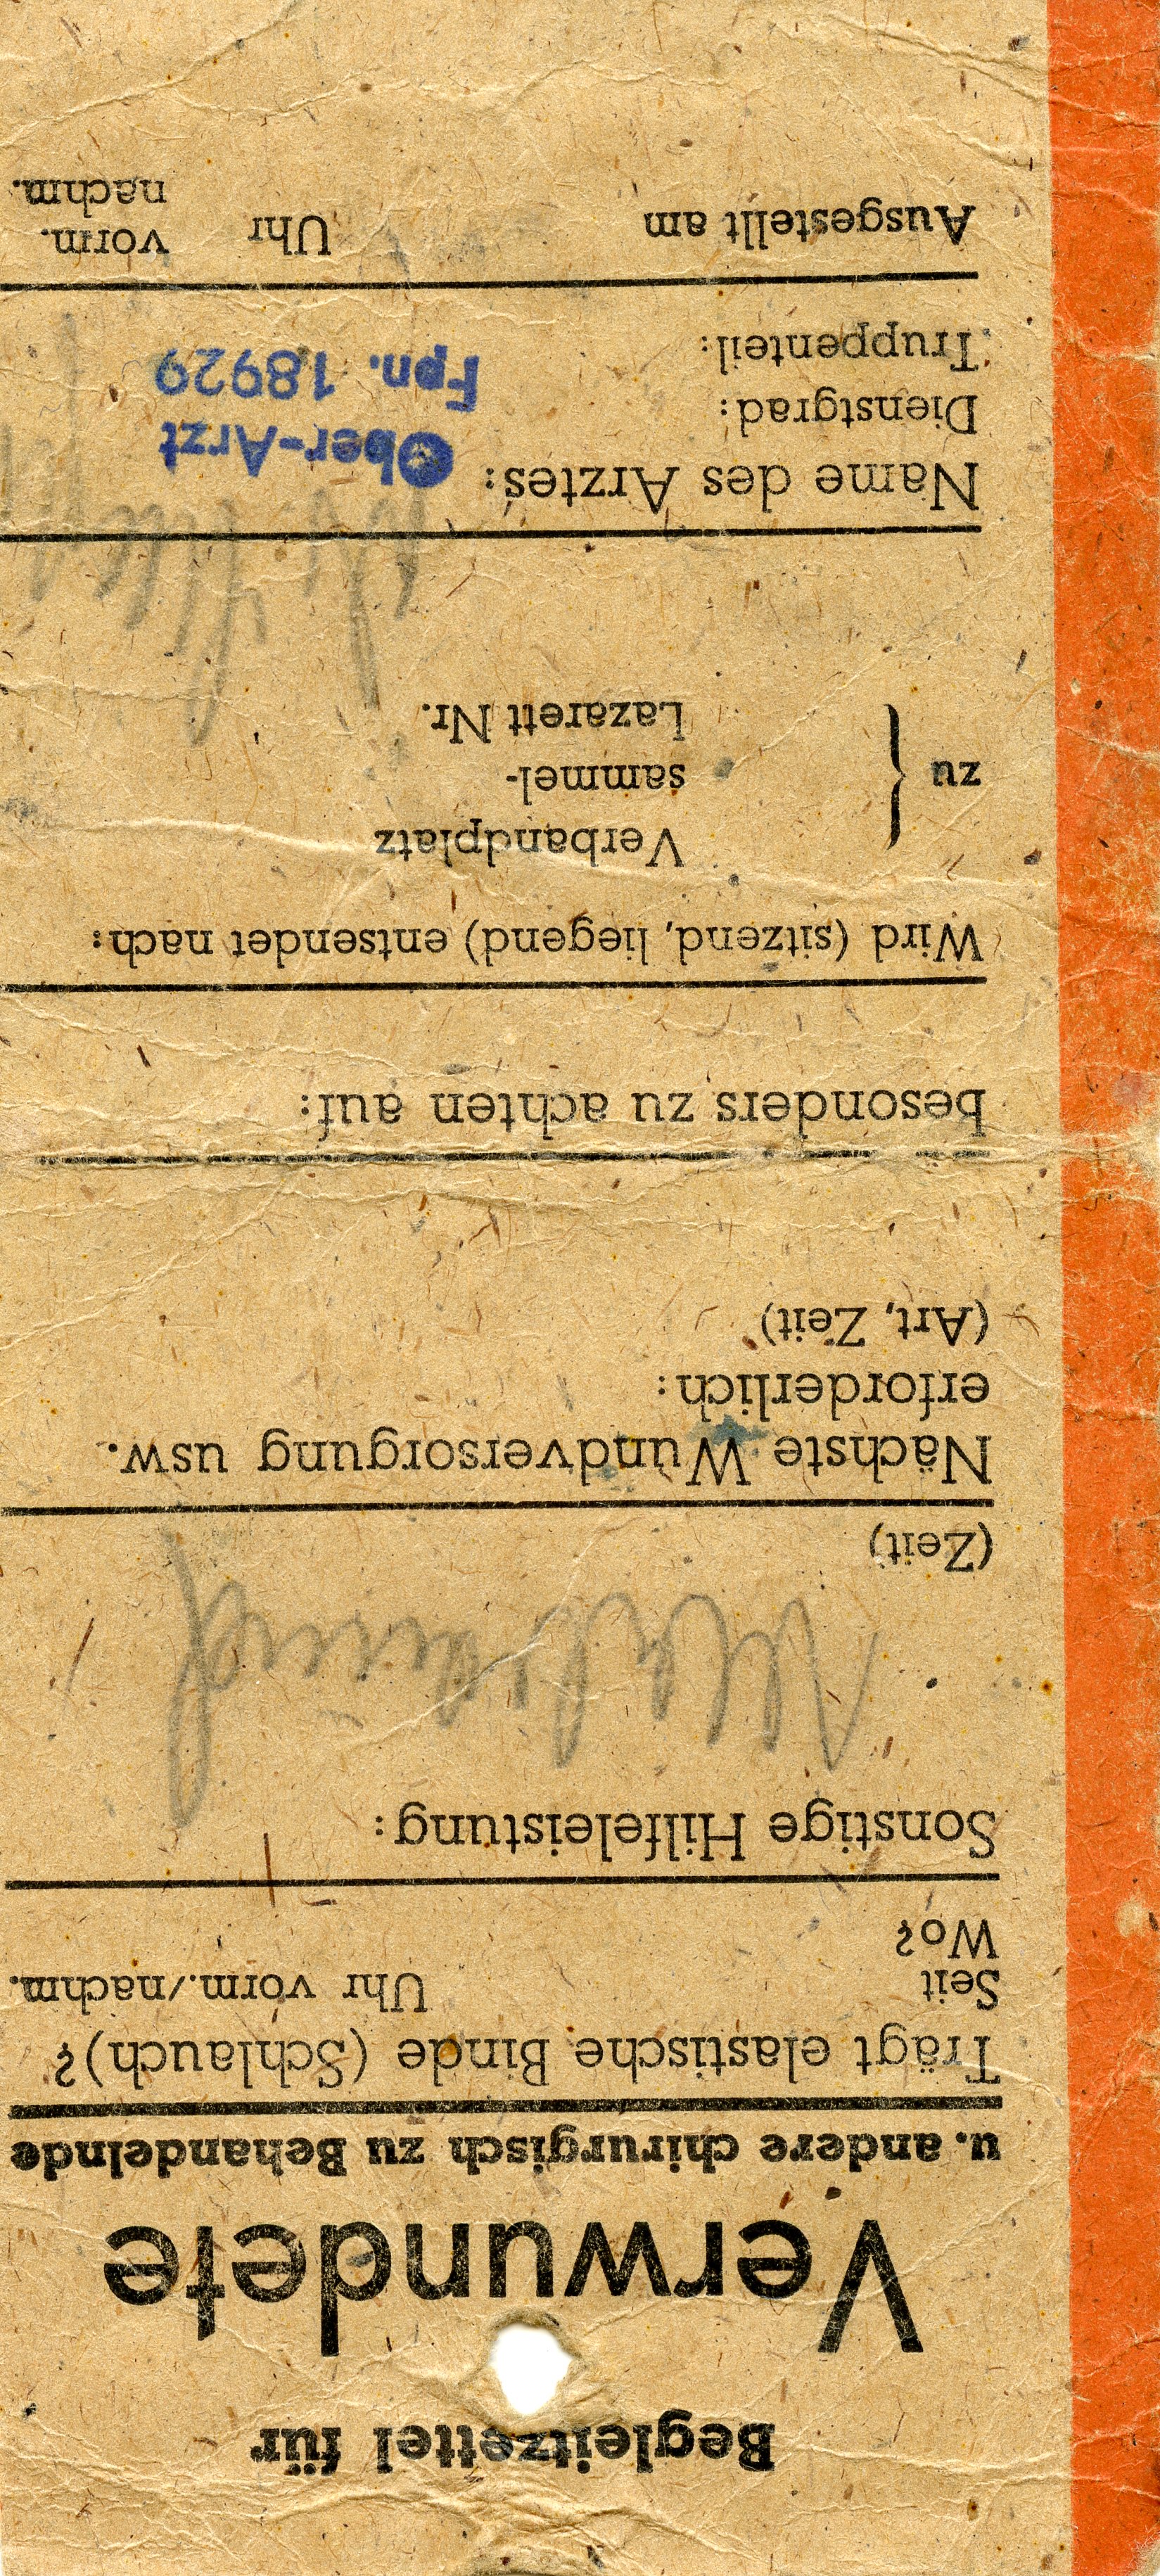 Begleitzettel für
Verwundete
u. andere chirurgisch zu Behandelnde
Trägt elastische Binde (Schlauch)?
Seit Uhr vorm./nachm.
Wo?
Sonstige Hilfeleistung:
(Zeit)
Nächste Wundversorgung usw.
erforderlich:
(Art, Zeit)
besonders zu achten auf:
Wird (sitzend, liegend) entsendet nach:
Verbandplatz
zu { sammel-
Lazarett Nr.
Name des Arztes: Ober-Arzt
Dienstgrad: Fpn. 18929
Truppenteil:
Ausgestellt am Uhr vorm.
nachm.